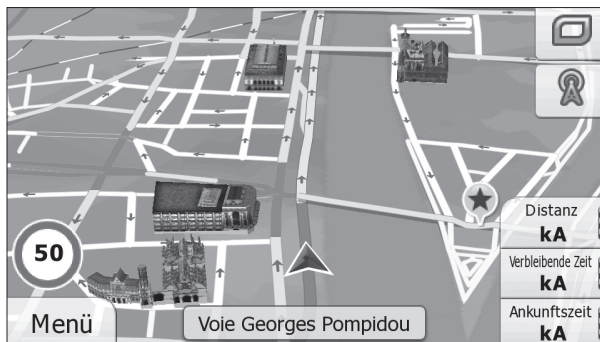 Distanz
kA
50
Verbleibende Zeit
kA
Ankunftszeit
kA
Menü
Voie Georges Pompidou